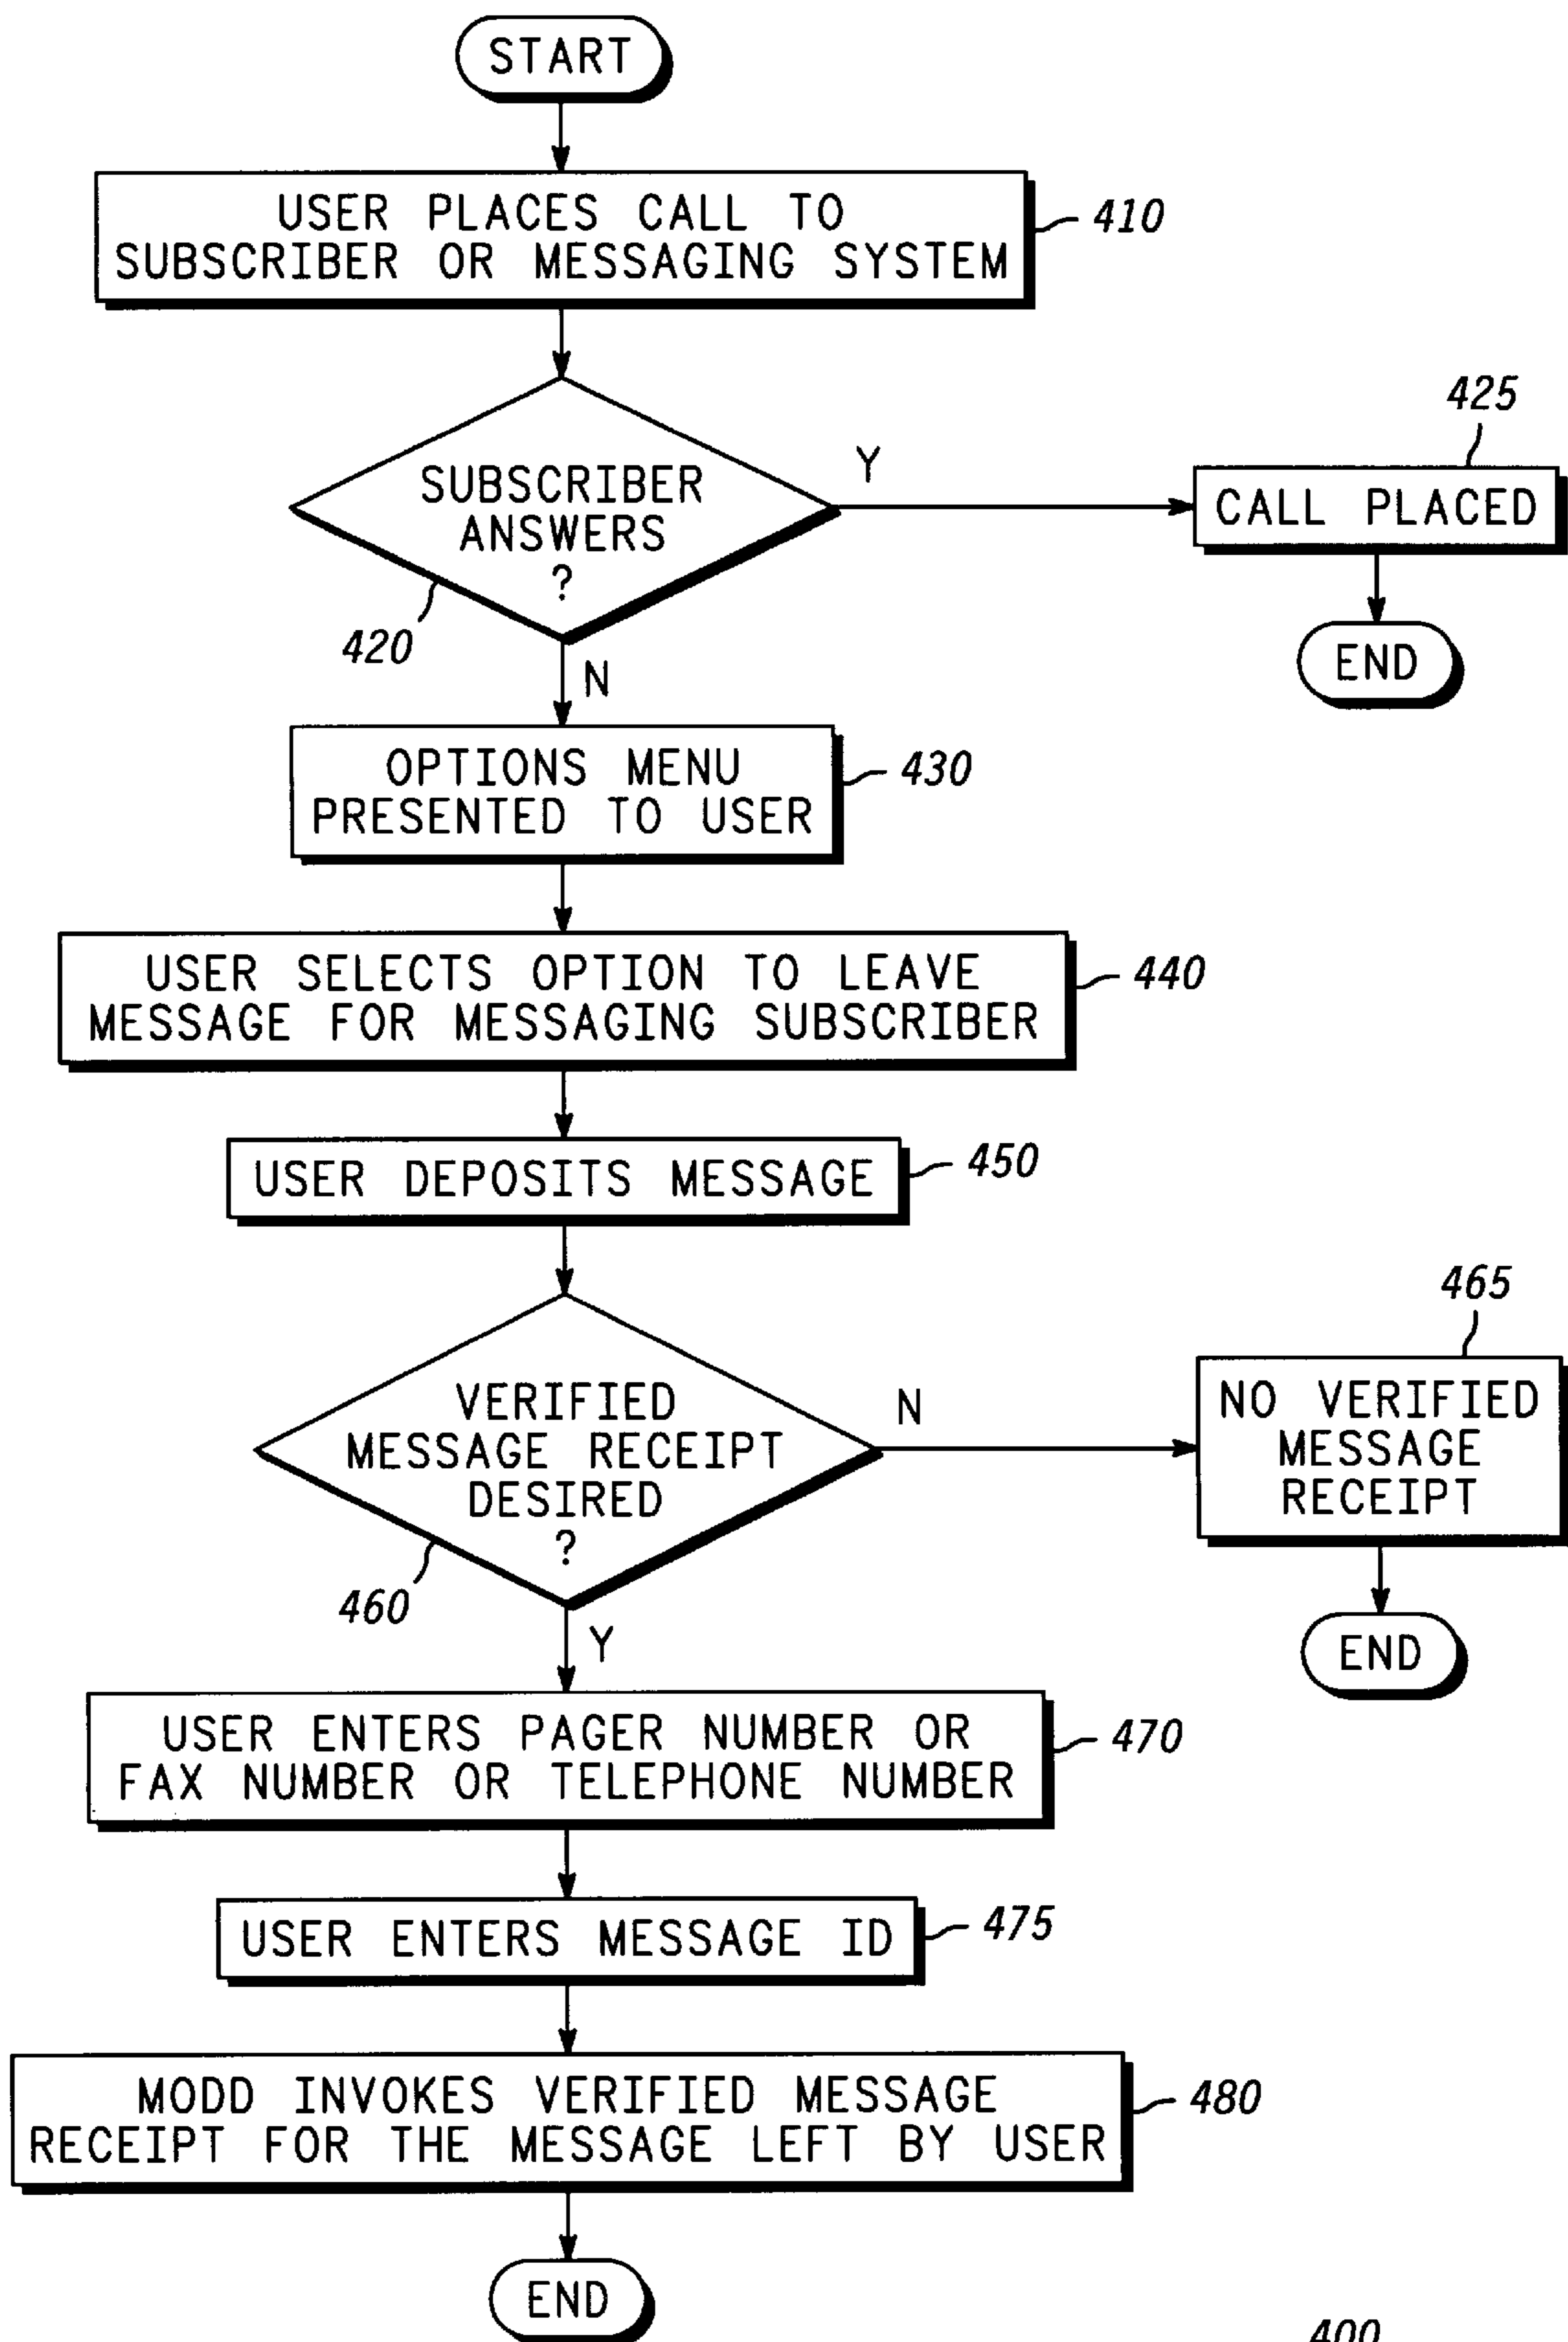 START
USER PLACES CALL TO
SUBSCRIBER OR MESSAGING SYSTEM
410
SUBSCRIBER
ANSWERS
?
420
Y
425
CALL PLACED
END
N
OPTIONS MENU
PRESENTED TO USER
430
USER SELECTS OPTION TO LEAVE
MESSAGE FOR MESSAGING SUBSCRIBER
440
USER DEPOSITS MESSAGE
450
VERIFIED
MESSAGE RECEIPT
DESIRED
?
460
N
465
NO VERIFIED
MESSAGE
RECEIPT
END
Y
USER ENTERS PAGER NUMBER OR
FAX NUMBER OR TELEPHONE NUMBER
470
USER ENTERS MESSAGE ID
475
MODD INVOKES VERIFIED MESSAGE
RECEIPT FOR THE MESSAGE LEFT BY USER
480
END
400